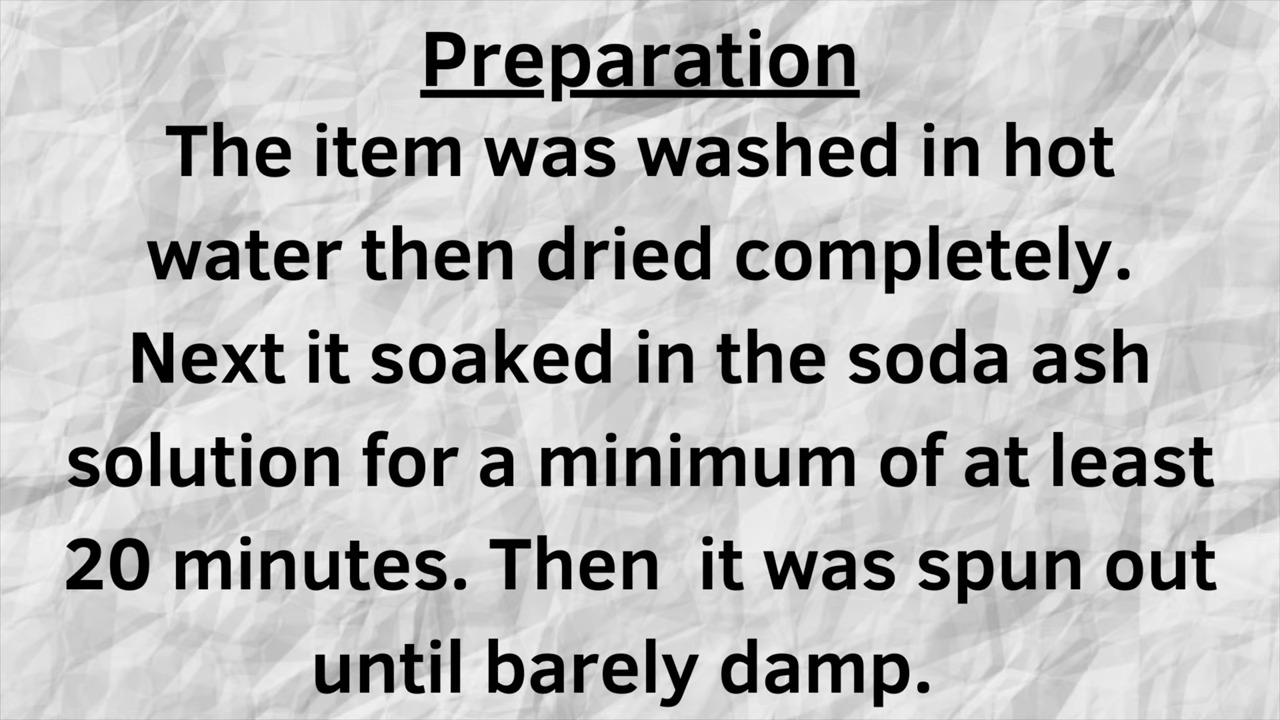 Preparation
The item was washed in hot
water then dried completely.
Next it soaked in the soda ash
solution for a minimum of at least
20 minutes. Then  it was spun out
until barely damp.